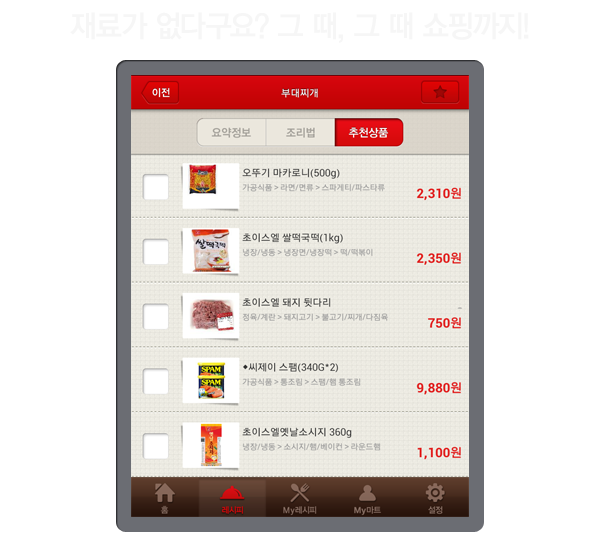 재료가 없다구요? 그 때, 그 때 쇼핑까지!
이전
부대찌개
요약정보
조리법
추천상품
오뚜기 마카로니(500g)
가공식품 > 라면/면류 > 스파게티/파스타류
2,310원
초이스엘 쌀떡국떡(1kg)
냉장/냉동 > 냉장면/냉장떡 > 떡/떡볶이
2,350원
쌀떡국떡
초이스엘 돼지 뒷다리
정육/계란 > 돼지고기 > 불고기/찌개/다짐육
750원
◆씨제이 스팸(340G*2)
가공식품 > 통조림 > 스팸/햄 통조림
9,880원
SPAM
SPAM
초이스엘옛날소시지 360g
냉장/냉동 > 소시지/햄/베이컨 > 라운드햄
1,100원
홈
레시피
My레시피
My마트
설정